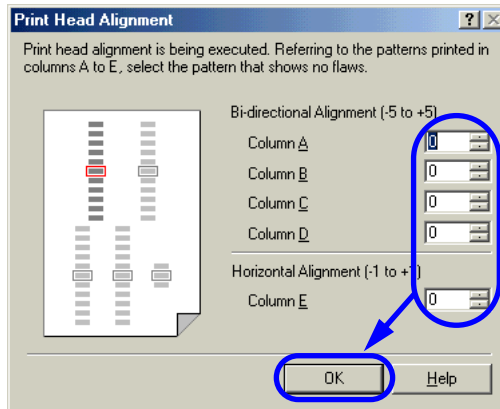 Print Head Alignment
Print head alignment is being executed. Referring to the patterns printed in
columns A to E, select the pattern that shows no flaws.
Bi-directional Alignment (-5 to +5)
Column A 0
Column B 0
Column C 0
Column D 0
Horizontal Alignment (-1 to +1)
Column E 0
OK Help